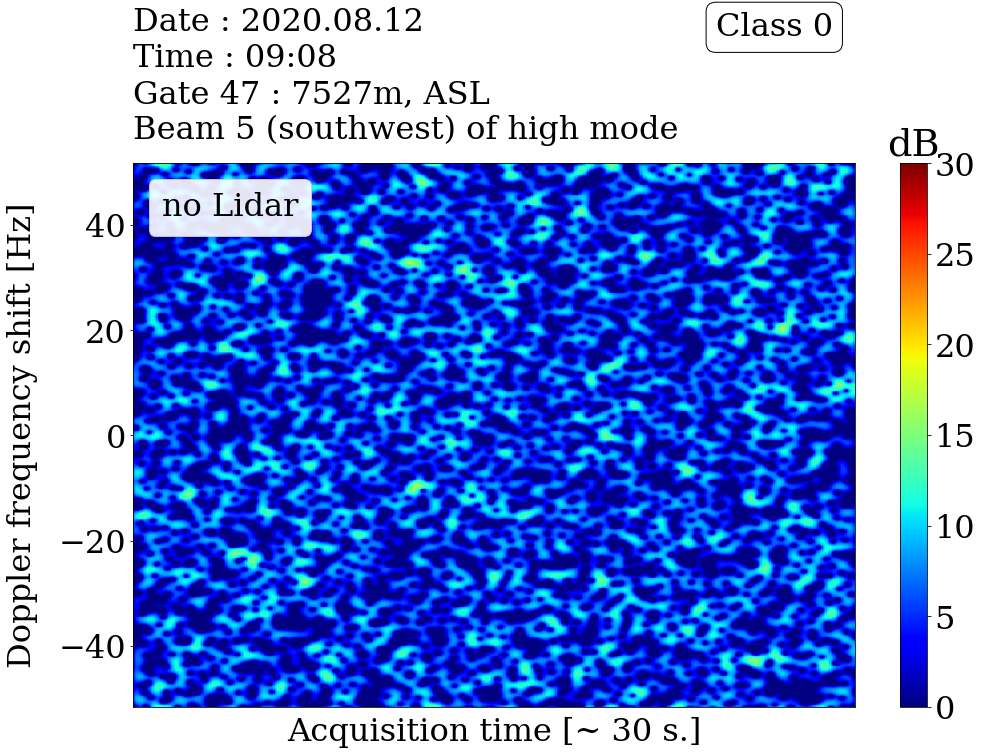 Date : 2020.08.12
Time : 09:08
Gate 47 : 7527m, ASL
Beam 5 (southwest) of high mode
Class 0
dB
no Lidar
Doppler frequency shift [Hz]
40
20
0
−20
−40
30
25
20
15
10
5
0
Acquisition time [~ 30 s.]